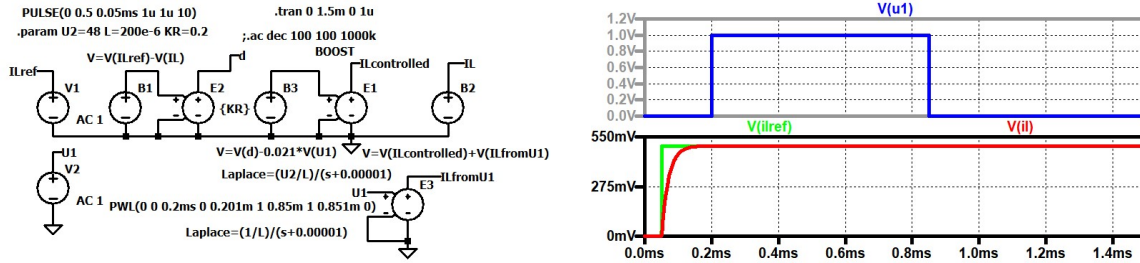 PULSE(0 0.5 0.05ms 1u 1u 10)
.tran 0 1.5m 0 1u
.param U2=48 L=200e-6 KR=0.2
;.ac dec 100 100 1000k
V=V(ILref)-V(IL)
d
BOOST
ILref
ILcontrolled
IL
V1
B1
E2
B3
E1
B2
{KR}
AC 1
U1
V=V(d)-0.021*V(U1)
V=V(ILcontrolled)+V(ILfromU1)
V2
Laplace=(U2/L)/(s+0.00001)
E3
ILfromU1
U1
AC 1
PWL(0 0 0.2ms 0 0.201m 1 0.85m 1 0.851m 0)
Laplace=(1/L)/(s+0.00001)
V(u1)
1.2V
1.0V
0.8V
0.6V
0.4V
0.2V
0.0V
V(ilref)
V(il)
550mV
275mV
0mV
0.0ms 0.2ms 0.4ms 0.6ms 0.8ms 1.0ms 1.2ms 1.4ms